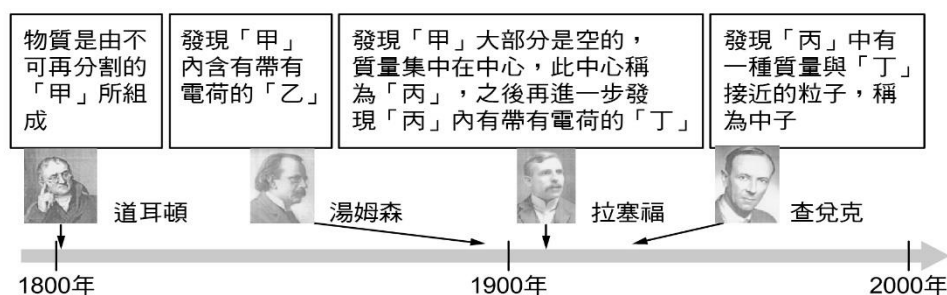 物質是由不
可再分割的
「甲」所組
成
發現「甲」
內含有帶有
電荷的「乙」
發現「甲」大部分是空的，
質量集中在中心，此中心稱
為「丙」，之後再進一步發
現「丙」內有帶有電荷的「丁」
發現「丙」中有
一種質量與「丁」
接近的粒子，稱
為中子
道耳頓
湯姆森
拉塞福
查兌克
1800年
1900年
2000年